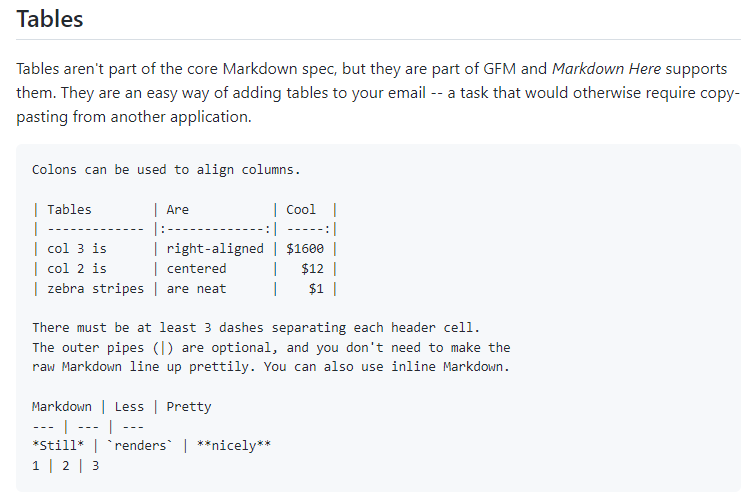 Tables
Tables aren't part of the core Markdown spec, but they are part of GFM and Markdown Here supports
them. They are an easy way of adding tables to your email -- a task that would otherwise require copy-
pasting from another application.
Colons can be used to align columns.
| Tables        | Are           | Cool  |
| ------------- |:-------------:| -----:|
| col 3 is      | right-aligned | $1600 |
| col 2 is      | centered      |   $12 |
| zebra stripes | are neat      |    $1 |
There must be at least 3 dashes separating each header cell.
The outer pipes (|) are optional, and you don't need to make the
raw Markdown line up prettily. You can also use inline Markdown.
Markdown | Less | Pretty
--- | --- | ---
*Still* | `renders` | **nicely**
1 | 2 | 3